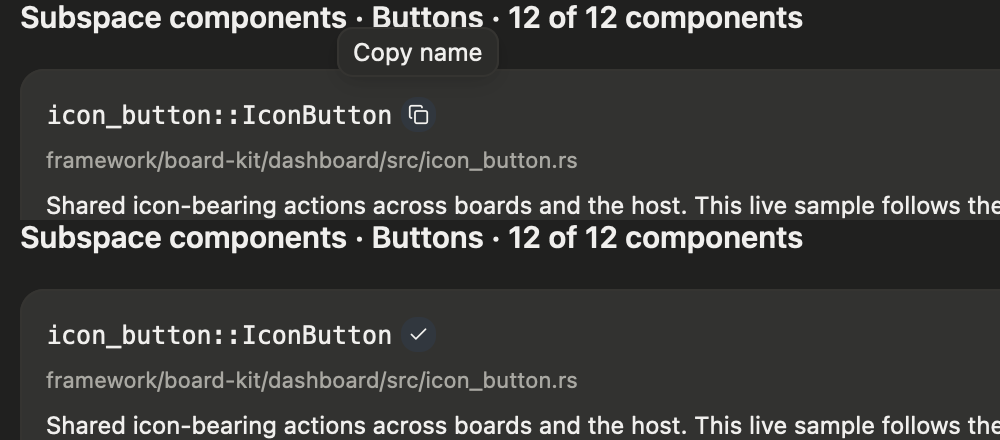 Subspace components · Buttons · 12 of 12 components
Copy name
icon_button::IconButton
framework/board-kit/dashboard/src/icon_button.rs
Shared icon-bearing actions across boards and the host. This live sample follows the
Subspace components · Buttons · 12 of 12 components
icon_button::IconButton
framework/board-kit/dashboard/src/icon_button.rs
Shared icon-bearing actions across boards and the host. This live sample follows the